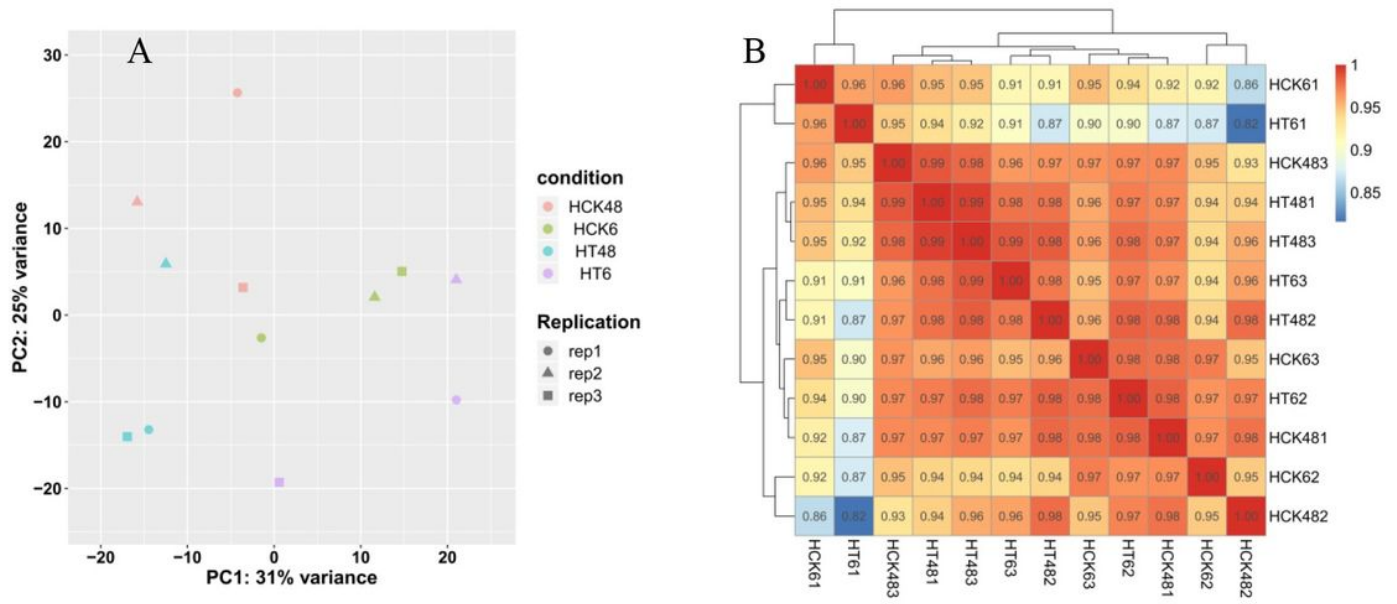 A
30
20
10
0
−10
−20
−20 −10 0 10 20
PC1: 31% variance
PC2: 25% variance
condition
HCK48
HCK6
HT48
HT6
Replication
rep1
rep2
rep3
B
1.00 0.96 0.96 0.95 0.95 0.91 0.91 0.95 0.94 0.92 0.92 0.86 HCK61
0.96 1.00 0.95 0.94 0.92 0.91 0.87 0.90 0.90 0.87 0.87 0.82 HT61
0.96 0.95 1.00 0.99 0.98 0.96 0.97 0.97 0.97 0.97 0.95 0.93 HCK483
0.95 0.94 0.99 1.00 0.99 0.98 0.98 0.96 0.97 0.97 0.94 0.94 HT481
0.95 0.92 0.98 0.99 1.00 0.99 0.98 0.96 0.98 0.97 0.94 0.96 HT483
0.91 0.91 0.96 0.98 0.99 1.00 0.98 0.95 0.97 0.97 0.94 0.96 HT63
0.91 0.87 0.97 0.98 0.98 0.98 1.00 0.96 0.98 0.98 0.94 0.98 HT482
0.95 0.90 0.97 0.96 0.96 0.95 0.96 1.00 0.98 0.98 0.97 0.95 HCK63
0.94 0.90 0.97 0.97 0.98 0.97 0.98 0.98 1.00 0.98 0.97 0.97 HT62
0.92 0.87 0.97 0.97 0.97 0.97 0.98 0.98 0.98 1.00 0.97 0.98 HCK481
0.92 0.87 0.95 0.94 0.94 0.94 0.94 0.97 0.97 0.97 1.00 0.95 HCK62
0.86 0.82 0.93 0.94 0.96 0.96 0.98 0.95 0.97 0.98 0.95 1.00 HCK482
HCK61 HT61 HCK483 HT481 HT483 HT63 HT482 HCK63 HT62 HCK481 HCK62 HCK482
1
0.95
0.9
0.85